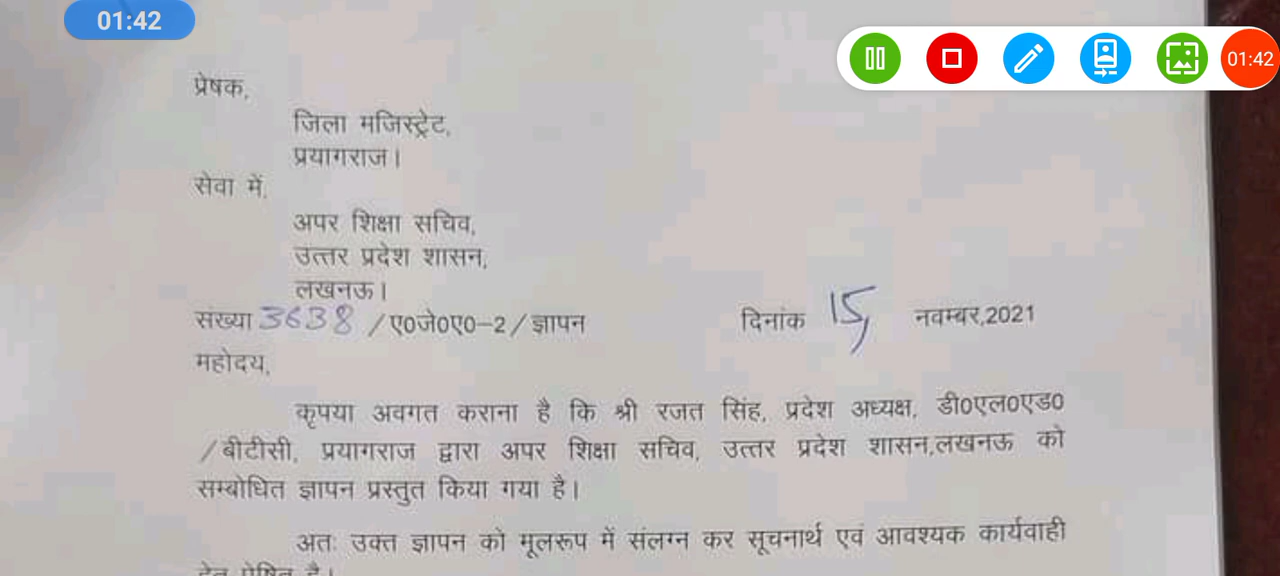 01:42
01:42
प्रेषक,
जिला मजिस्ट्रेट,
प्रयागराज।
सेवा में,
अपर शिक्षा सचिव,
उत्तर प्रदेश शासन,
लखनऊ।
संख्या 3638 /ए0जे0ए0-2/ज्ञापन दिनांक 15, नवम्बर,2021
महोदय,
कृपया अवगत कराना है कि श्री रजत सिंह, प्रदेश अध्यक्ष, डी0एल0एड0
/बीटीसी, प्रयागराज द्वारा अपर शिक्षा सचिव, उत्तर प्रदेश शासन,लखनऊ को
सम्बोधित ज्ञापन प्रस्तुत किया गया है।
अतः उक्त ज्ञापन को मूलरूप में संलग्न कर सूचनार्थ एवं आवश्यक कार्यवाही
हेतु प्रेषित है।